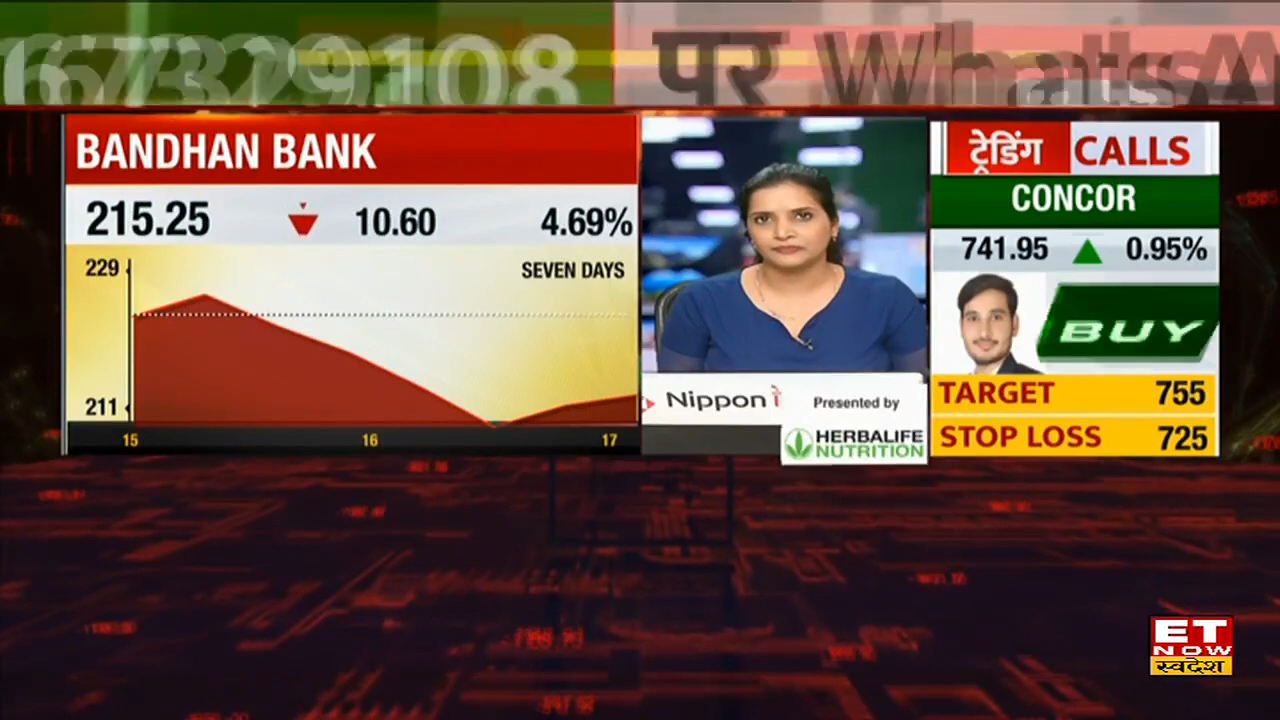 पर
BANDHAN BANK
215.25 10.60 4.69%
SEVEN DAYS
229
211
15 16 17
Nippon i
Presented by
HERBALIFE
NUTRITION
ट्रेडिंग CALLS
CONCOR
741.95 0.95%
BUY
TARGET 755
STOP LOSS 725
ET
NOW
स्वदेश